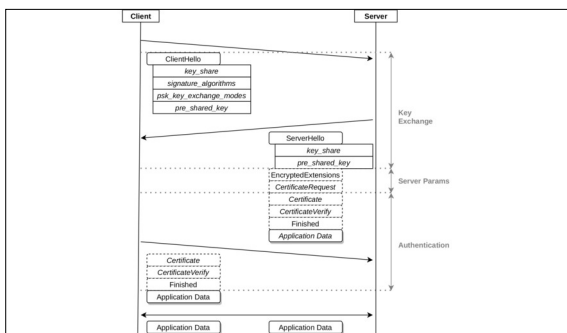 Client
Server
ClientHello
key_share
signature_algorithms
psk_key_exchange_modes
pre_shared_key
Key
Exchange
ServerHello
key_share
pre_shared_key
EncryptedExtensions
Server Params
CertificateRequest
Certificate
CertificateVerify
Finished
Application Data
Authentication
Certificate
CertificateVerify
Finished
Application Data
Application Data
Application Data